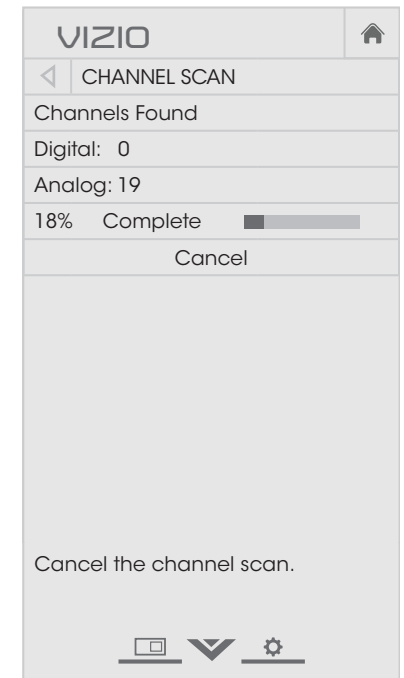 VIZIO
CHANNEL SCAN
Channels Found
Digital: 0
Analog: 19
18% Complete
Cancel
Cancel the channel scan.